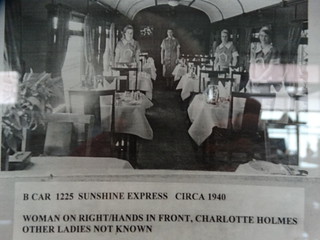 B CAR 1225 SUNSHINE EXPRESS CIRCA 1940
WOMAN ON RIGHT/HANDS IN FRONT, CHARLOTTE HOLMES
OTHER LADIES NOT KNOWN